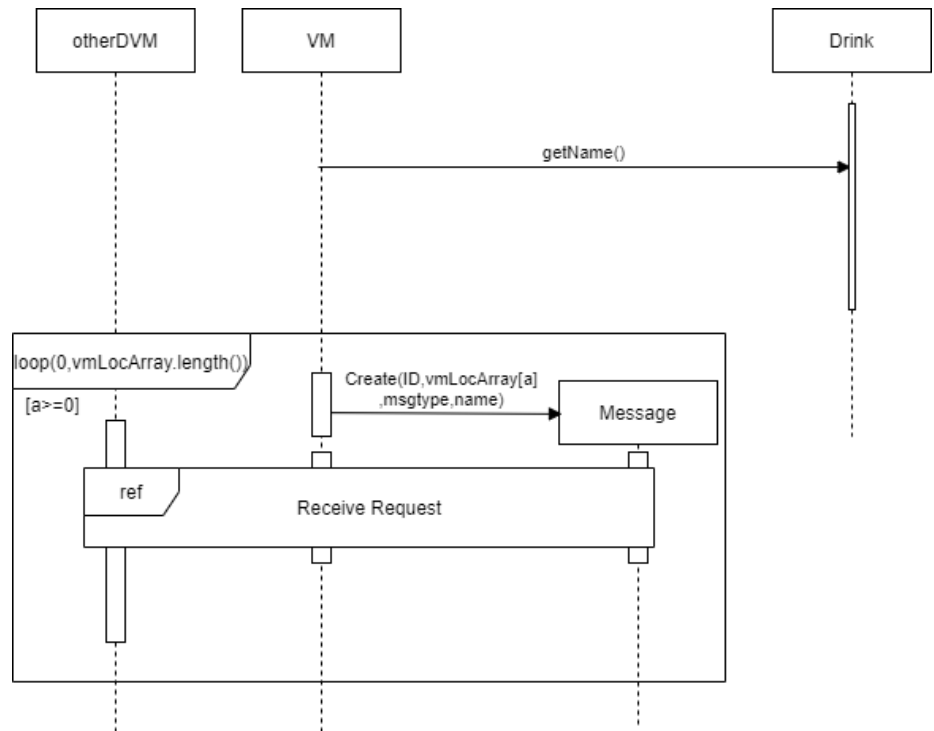 otherDVM
VM
Drink
getName()
loop(0,vmLocArray.length())
[a>=0]
Create(ID,vmLocArray[a]
,msgtype,name)
Message
ref
Receive Request